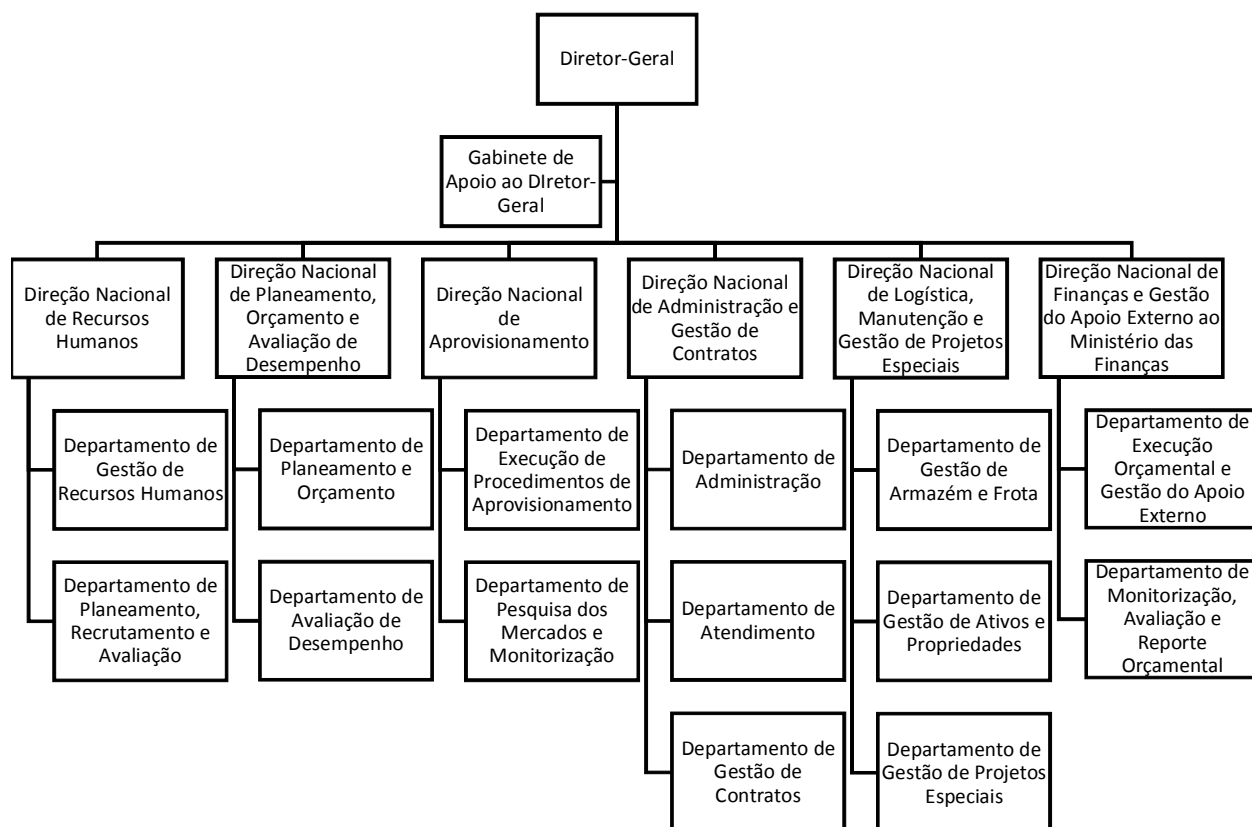 Diretor-Geral
Gabinete de
Apoio ao DIretor-
Geral
Direção Nacional
de Recursos
Humanos
Direção Nacional
de Planeamento,
Orçamento e
Avaliação de
Desempenho
Direção Nacional
de
Aprovisionamento
Direção Nacional
de Administração e
Gestão de
Contratos
Direção Nacional
de Logística,
Manutenção e
Gestão de Projetos
Especiais
Direção Nacional de
Finanças e Gestão
do Apoio Externo ao
Ministério das
Finanças
Departamento de
Gestão de
Recursos Humanos
Departamento de
Planeamento e
Orçamento
Departamento de
Execução de
Procedimentos de
Aprovisionamento
Departamento de
Administração
Departamento de
Gestão de
Armazém e Frota
Departamento de
Execução
Orçamental e
Gestão do Apoio
Externo
Departamento de
Planeamento,
Recrutamento e
Avaliação
Departamento de
Avaliação de
Desempenho
Departamento de
Pesquisa dos
Mercados e
Monitorização
Departamento de
Atendimento
Departamento de
Gestão de Ativos e
Propriedades
Departamento de
Monitorização,
Avaliação e
Reporte
Orçamental
Departamento de
Gestão de
Contratos
Departamento de
Gestão de Projetos
Especiais